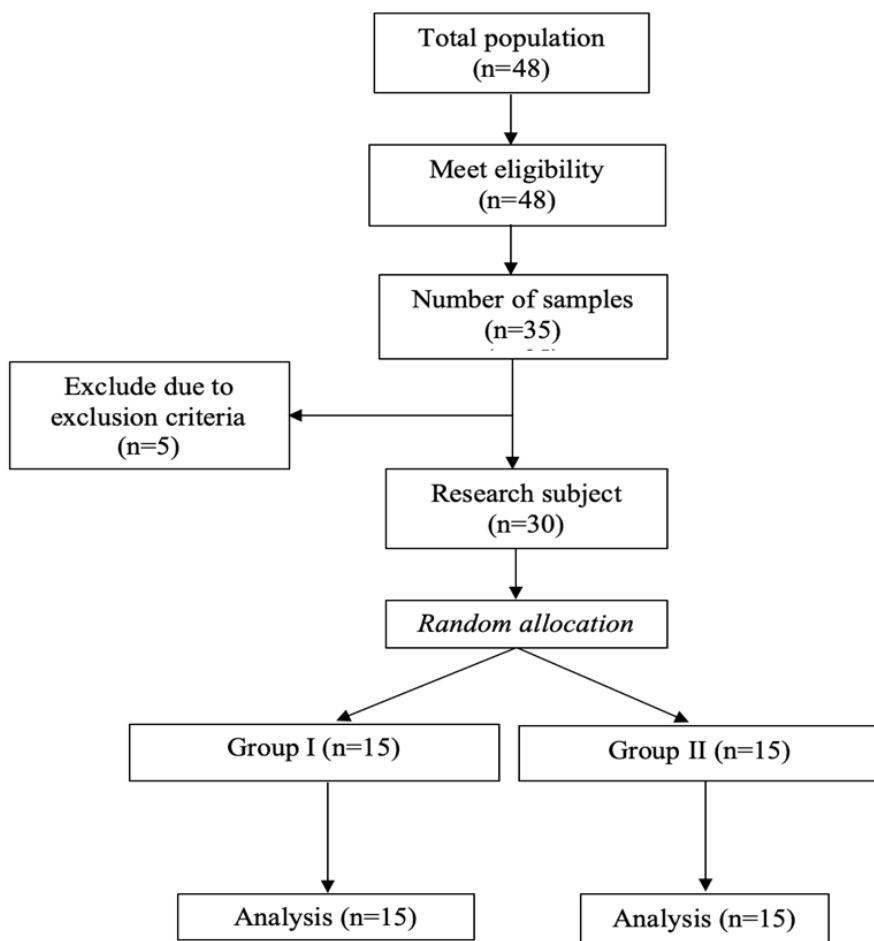 Total population
(n=48)
Meet eligibility
(n=48)
Number of samples
(n=35)
Exclude due to
exclusion criteria
(n=5)
Research subject
(n=30)
Random allocation
Group I (n=15)
Group II (n=15)
Analysis (n=15)
Analysis (n=15)